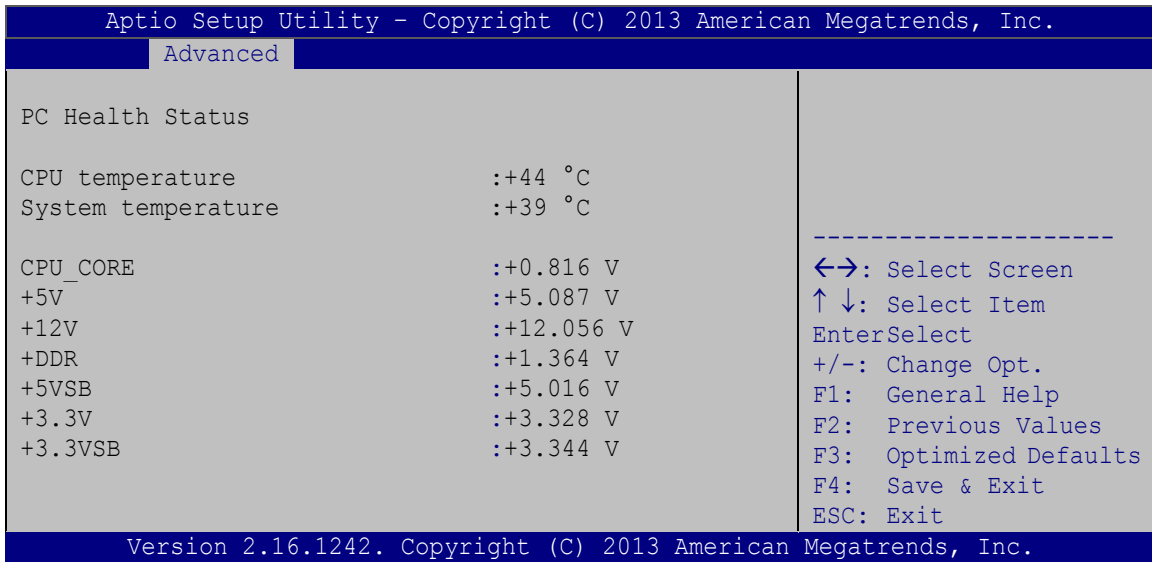 Aptio Setup Utility – Copyright (C) 2013 American Megatrends, Inc.
Advanced
PC Health Status
CPU temperature :+44 °C
System temperature :+39 °C
CPU_CORE :+0.816 V
+5V :+5.087 V
+12V :+12.056 V
+DDR :+1.364 V
+5VSB :+5.016 V
+3.3V :+3.328 V
+3.3VSB :+3.344 V
---------------------
←→: Select Screen
↑ ↓: Select Item
EnterSelect
+/-: Change Opt.
F1: General Help
F2: Previous Values
F3: Optimized Defaults
F4: Save & Exit
ESC: Exit
Version 2.16.1242. Copyright (C) 2013 American Megatrends, Inc.